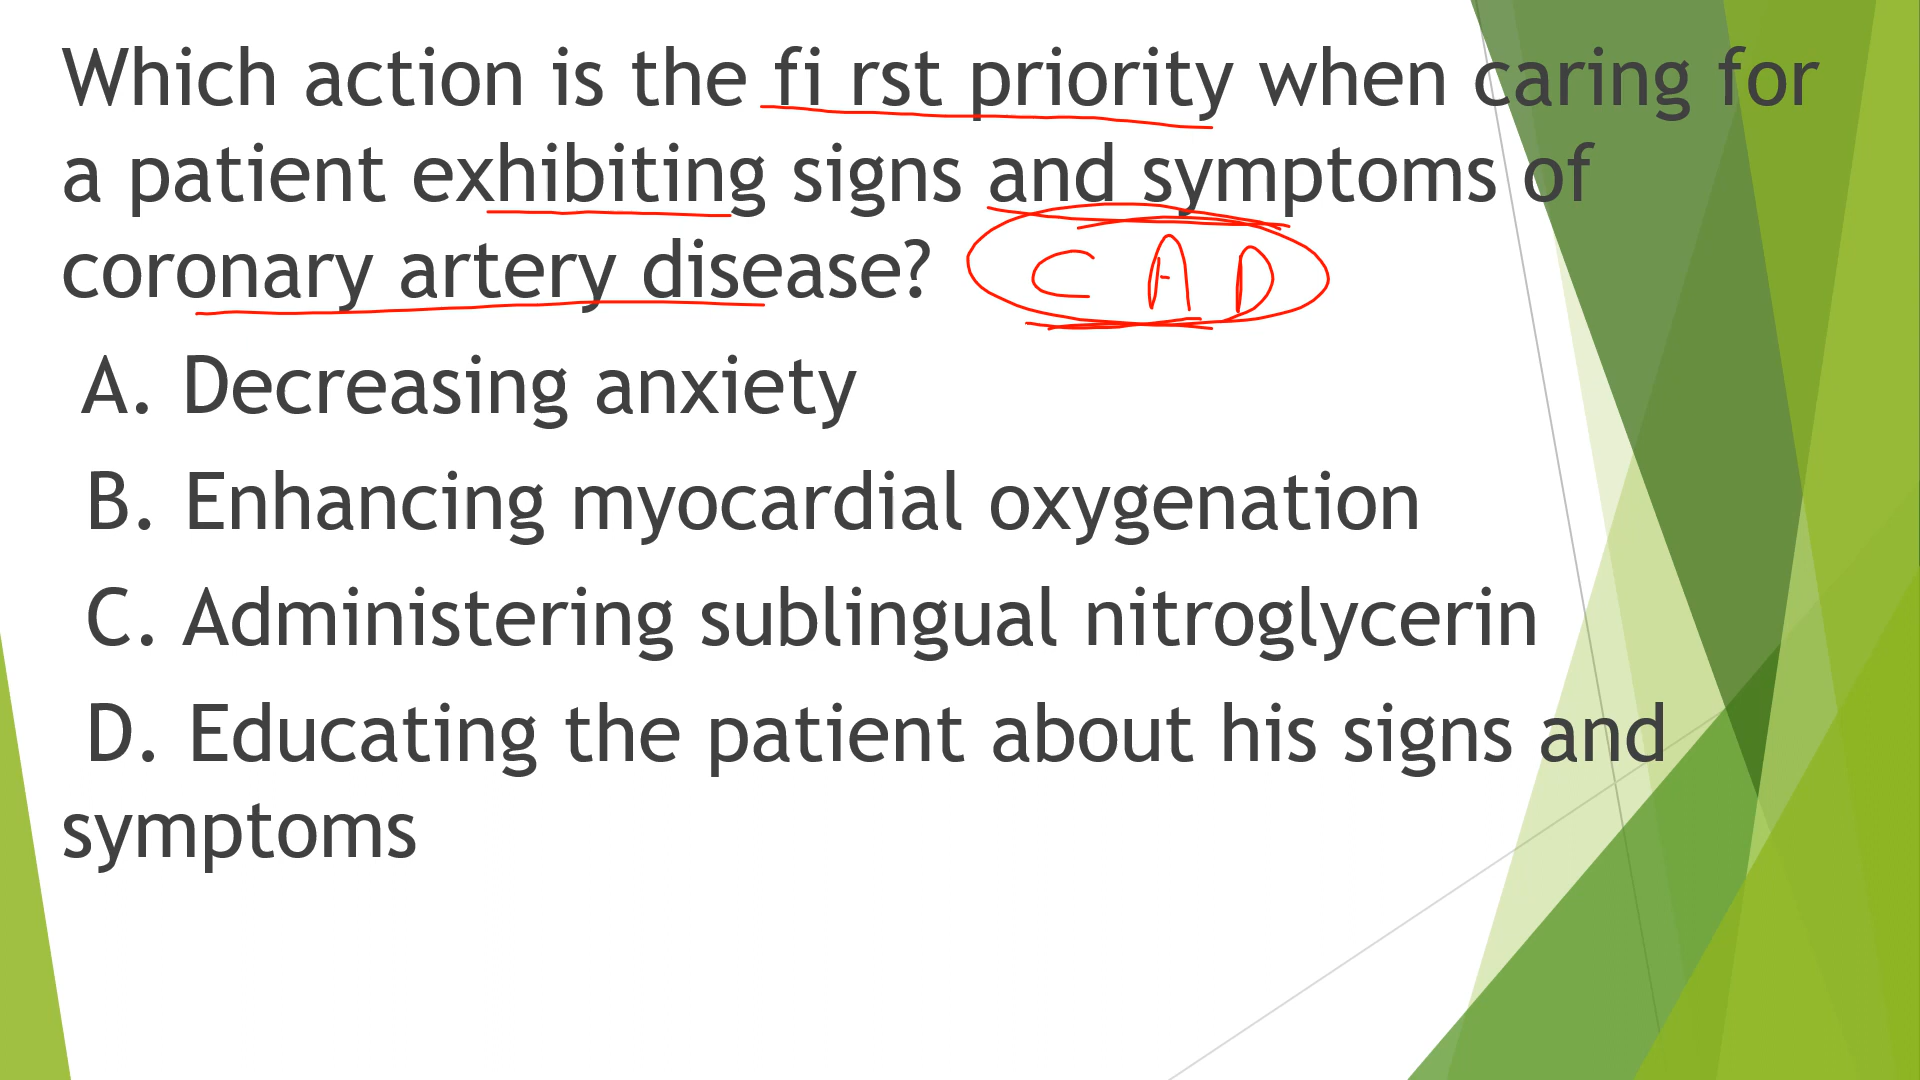 Which action is the fi rst priority when caring for
a patient exhibiting signs and symptoms of
coronary artery disease? CAD
A. Decreasing anxiety
B. Enhancing myocardial oxygenation
C. Administering sublingual nitroglycerin
D. Educating the patient about his signs and
symptoms